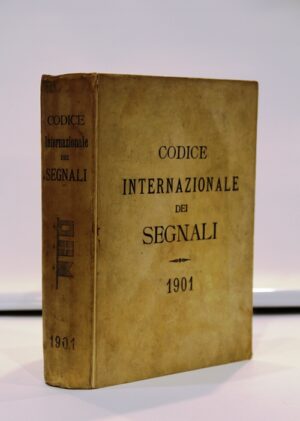 CODICE
Internazionale
DEI
SEGNALI
1901
CODICE
INTERNAZIONALE
DEI
SEGNALI
1901